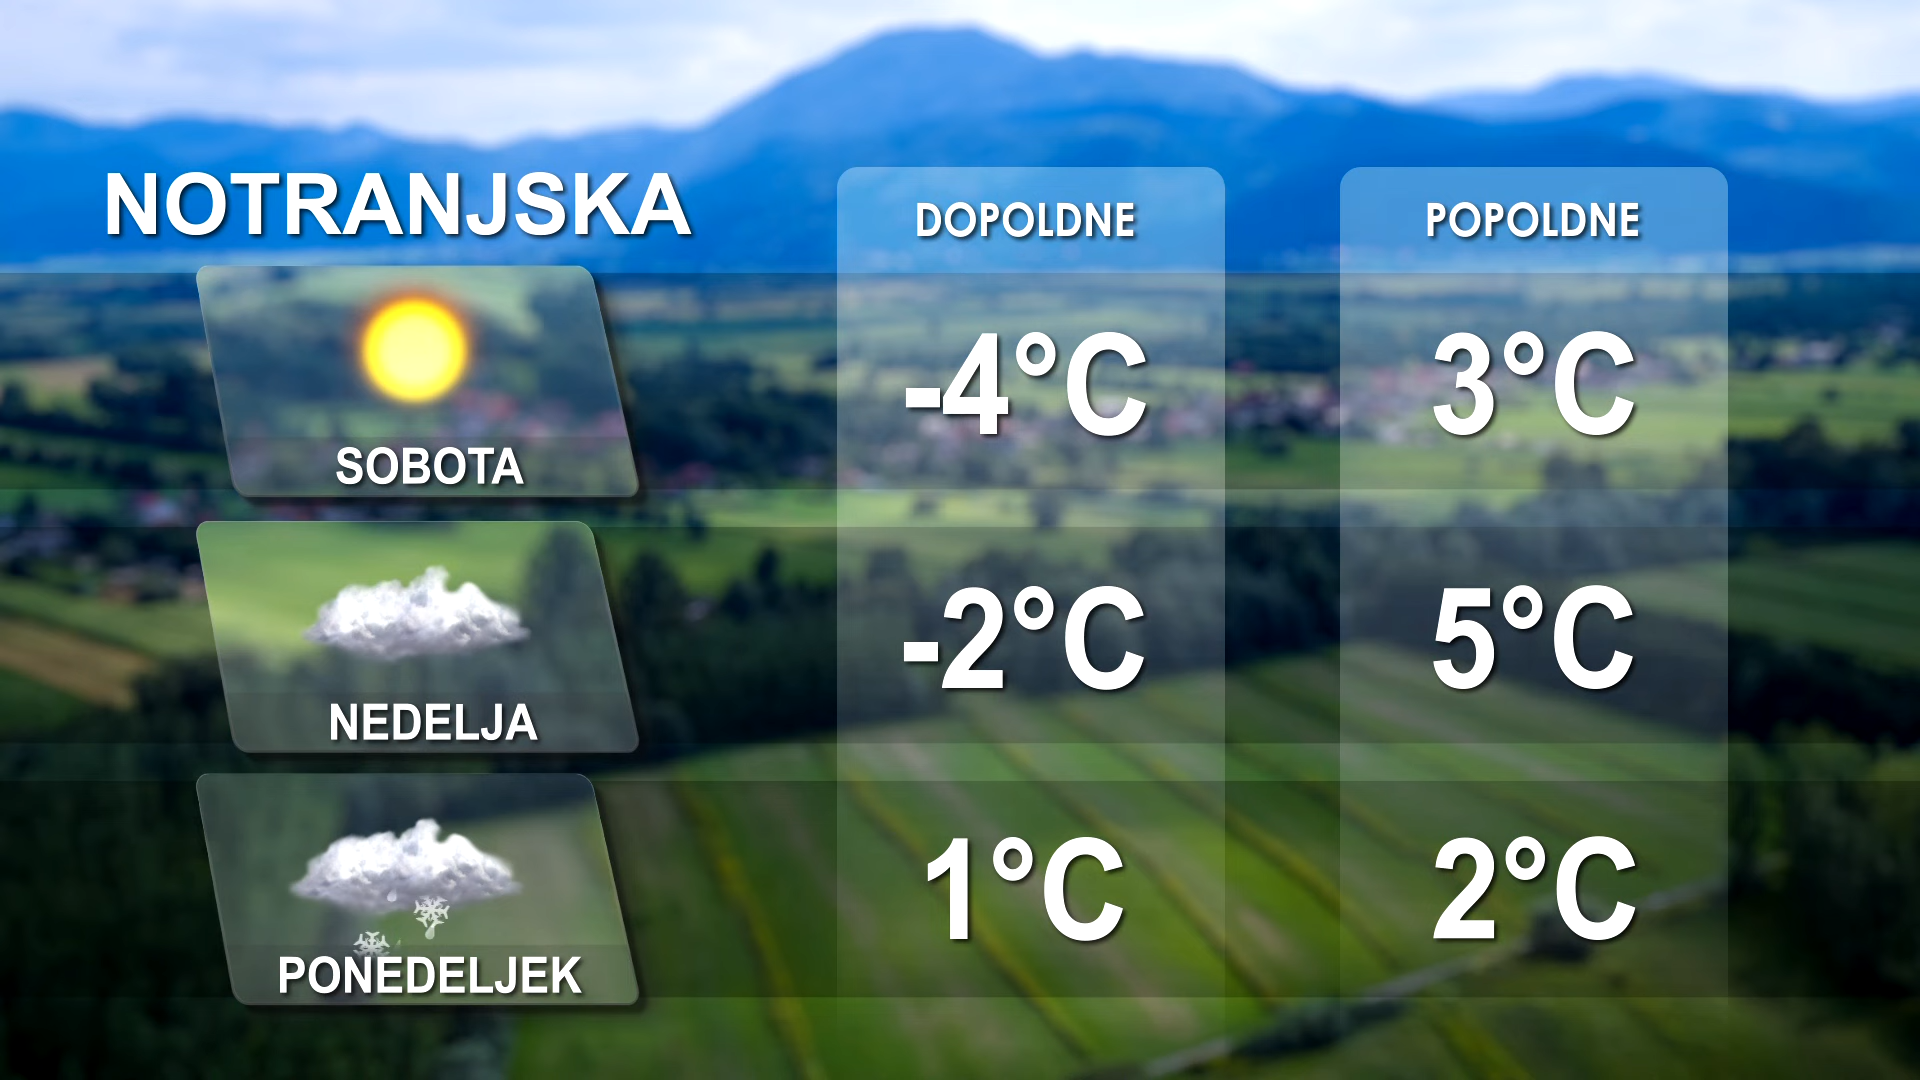 NOTRANJSKA
DOPOLDNE
POPOLDNE
SOBOTA
-4°C
3°C
NEDELJA
-2°C
5°C
PONEDELJEK
1°C
2°C